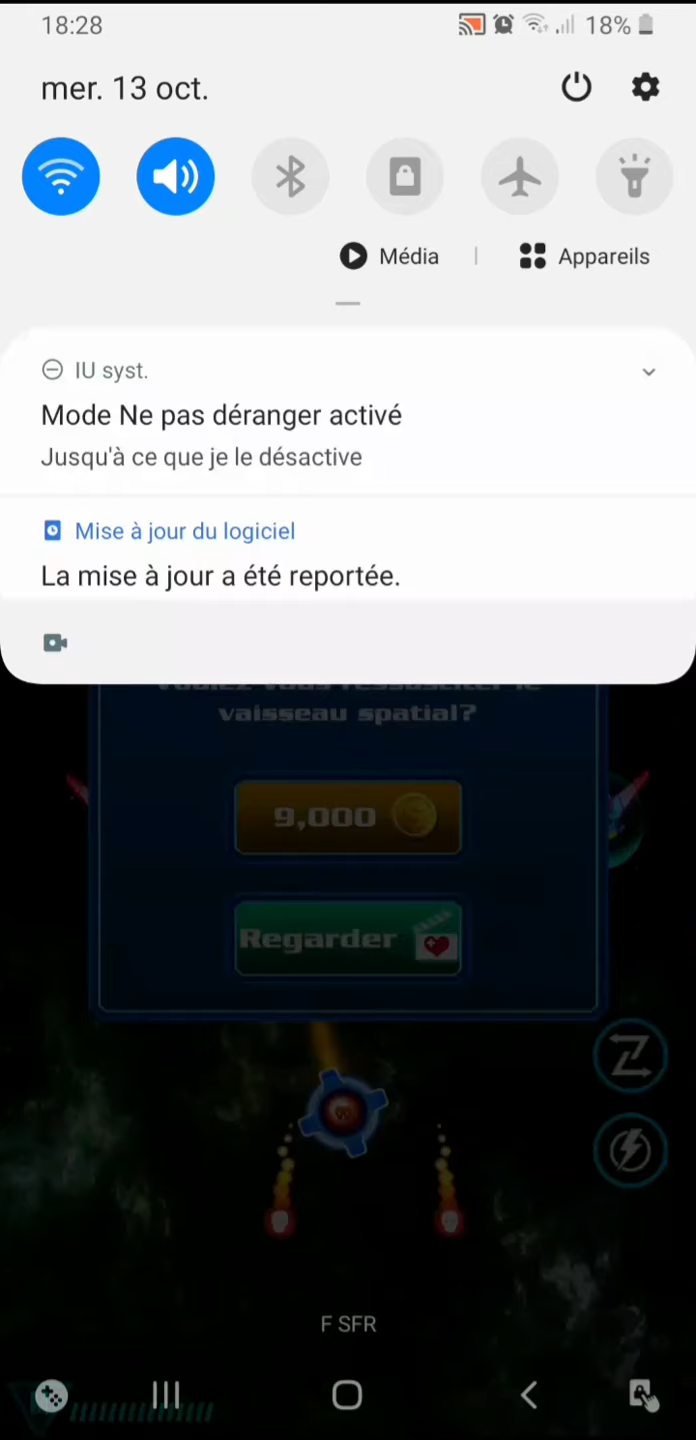 18:28
18%
mer. 13 oct.
Média | Appareils
IU syst.
Mode Ne pas déranger activé
Jusqu'à ce que je le désactive
Mise à jour du logiciel
La mise à jour a été reportée.
vaisseau spatial?
9,000
Regarder
F SFR